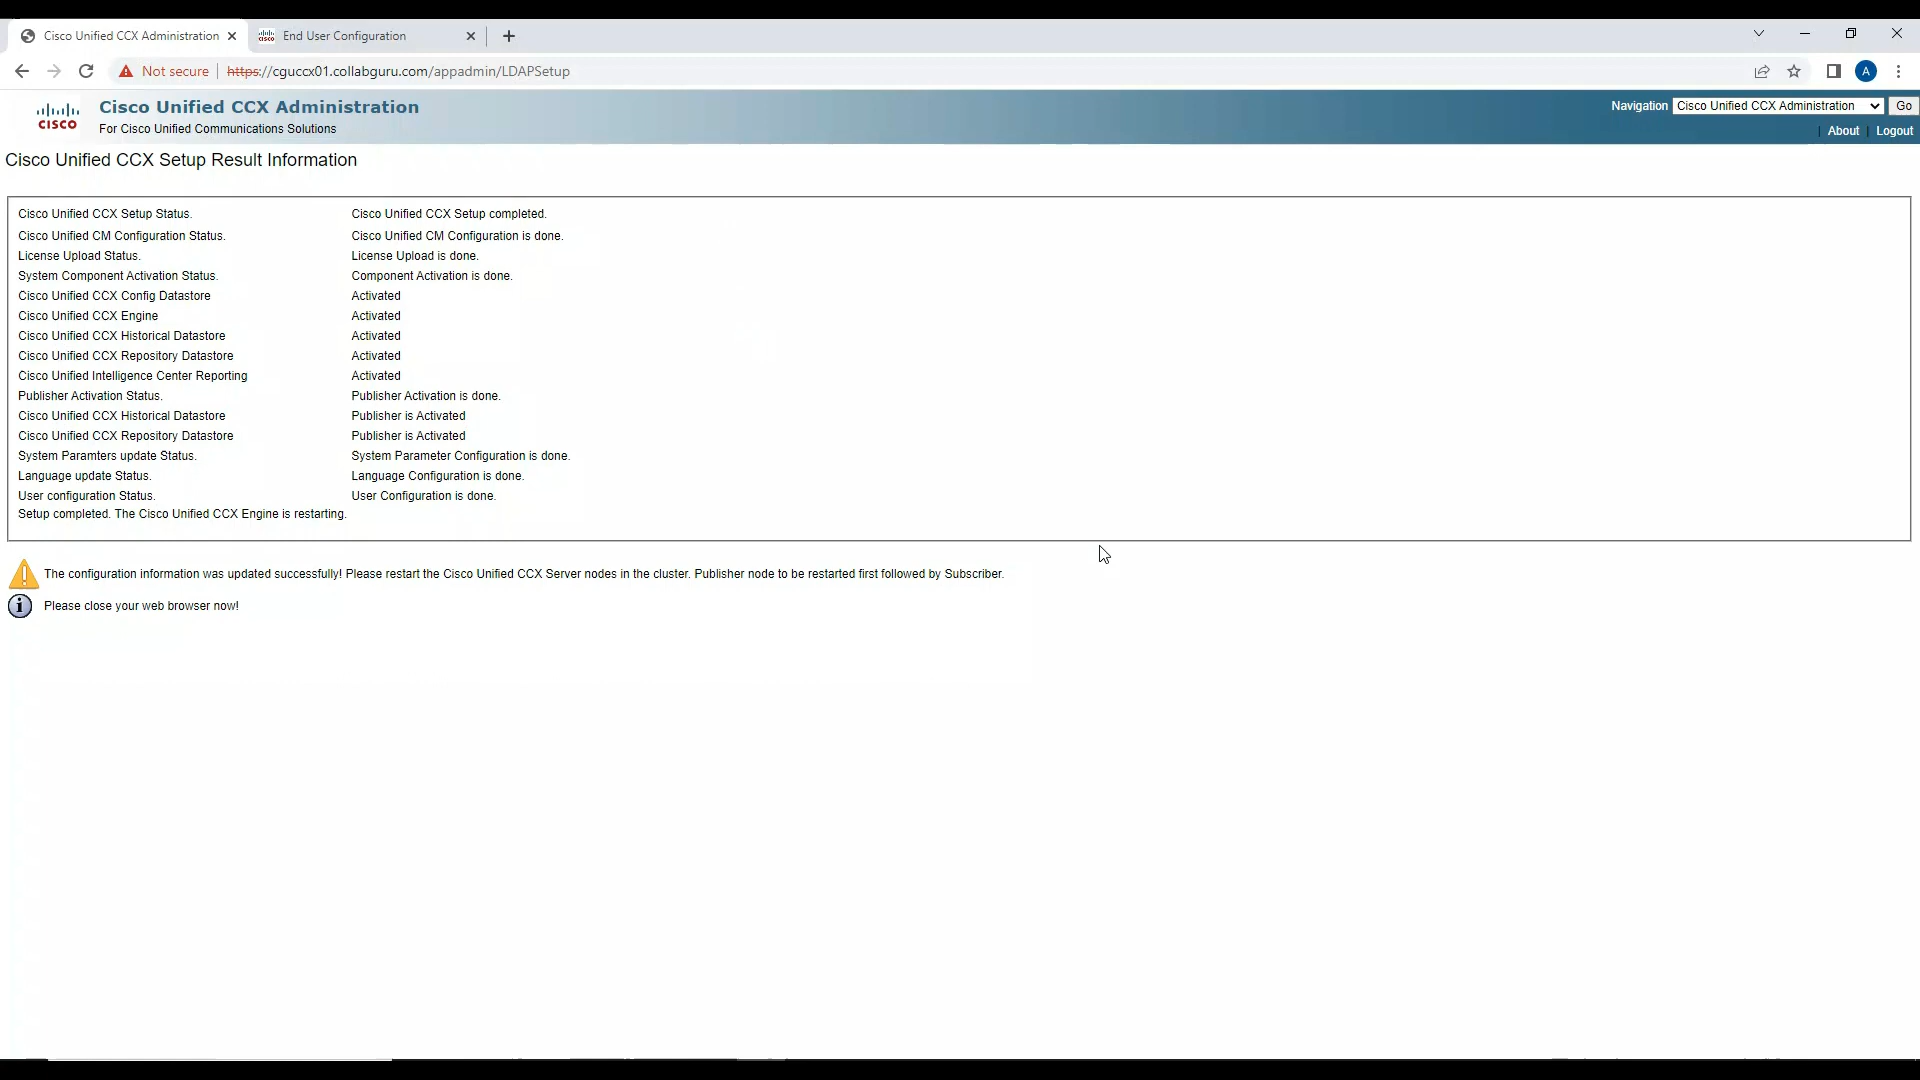 Cisco Unified CCX Administration
End User Configuration
Not secure
https://cguccx01.collabguru.com/appadmin/LDAPSetup
A
CISCO
Cisco Unified CCX Administration
For Cisco Unified Communications Solutions
Navigation Cisco Unified CCX Administration Go
| About | Logout
Cisco Unified CCX Setup Result Information
Cisco Unified CCX Setup Status. Cisco Unified CCX Setup completed.
Cisco Unified CM Configuration Status. Cisco Unified CM Configuration is done.
License Upload Status. License Upload is done.
System Component Activation Status. Component Activation is done.
Cisco Unified CCX Config Datastore Activated
Cisco Unified CCX Engine Activated
Cisco Unified CCX Historical Datastore Activated
Cisco Unified CCX Repository Datastore Activated
Cisco Unified Intelligence Center Reporting Activated
Publisher Activation Status. Publisher Activation is done.
Cisco Unified CCX Historical Datastore Publisher is Activated
Cisco Unified CCX Repository Datastore Publisher is Activated
System Paramters update Status. System Parameter Configuration is done.
Language update Status. Language Configuration is done.
User configuration Status. User Configuration is done.
Setup completed. The Cisco Unified CCX Engine is restarting.
The configuration information was updated successfully! Please restart the Cisco Unified CCX Server nodes in the cluster. Publisher node to be restarted first followed by Subscriber.
Please close your web browser now!